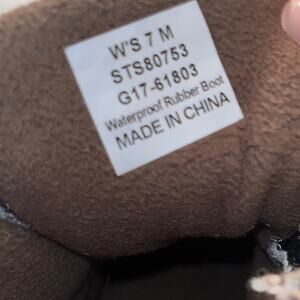 W'S 7 M
STS80753
G17-61803
Waterproof Rubber Boot
MADE IN CHINA